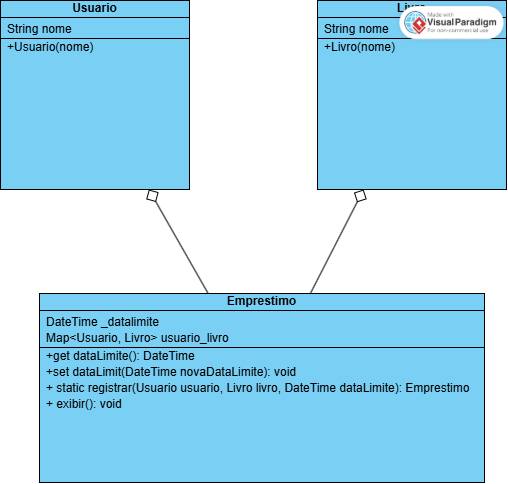 Usuario
String nome
+Usuario(nome)
Livro
String nome
+Livro(nome)
Made with
VisualParadigm
For non-commercial use
Emprestimo
DateTime _datalimite
Map<Usuario, Livro> usuario_livro
+get dataLimite(): DateTime
+set dataLimit(DateTime novaDataLimite): void
+ static registrar(Usuario usuario, Livro livro, DateTime dataLimite): Emprestimo
+ exibir(): void